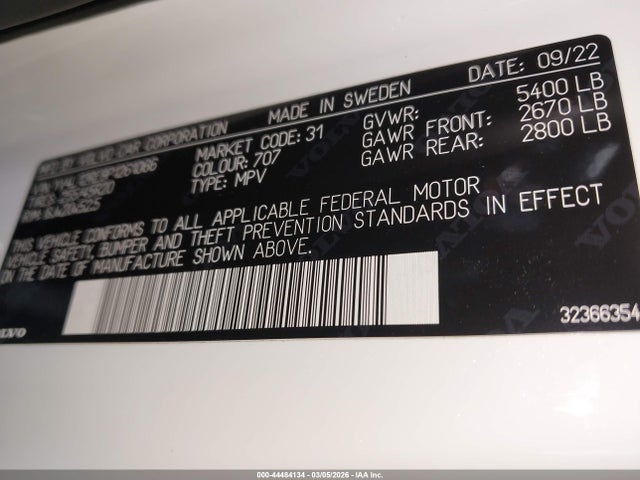 MFD BY VOLVO CAR CORPORATION
MADE IN SWEDEN
DATE: 09/22
MARKET CODE: 31
COLOUR: 707
TYPE: MPV
GVWR: 5400 LB
GAWR FRONT: 2670 LB
GAWR REAR: 2800 LB
THIS VEHICLE CONFORMS TO ALL APPLICABLE FEDERAL MOTOR
VEHICLE SAFETY, BUMPER AND THEFT PREVENTION STANDARDS IN EFFECT
ON THE DATE OF MANUFACTURE SHOWN ABOVE.
32366354
000-44484134 — 03/05/2026 — IAA Inc.